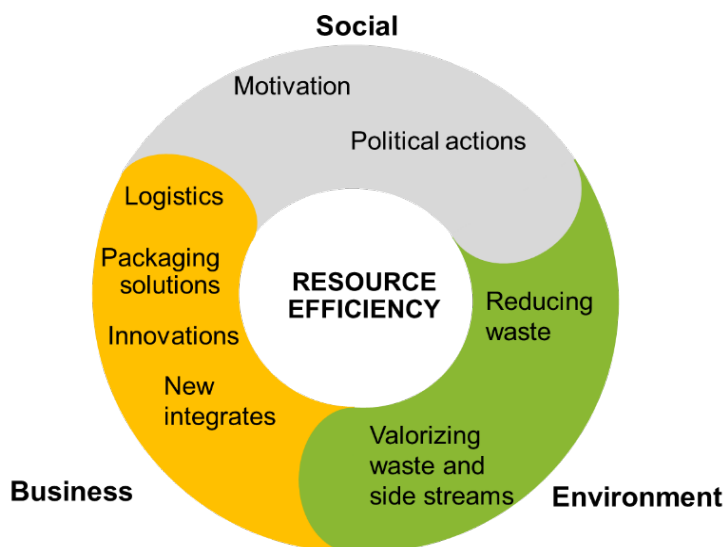 Social
Motivation
Political actions
Logistics
Packaging
solutions
Innovations
New
integrates
RESOURCE
EFFICIENCY
Reducing
waste
Valorizing
waste and
side streams
Business
Environment